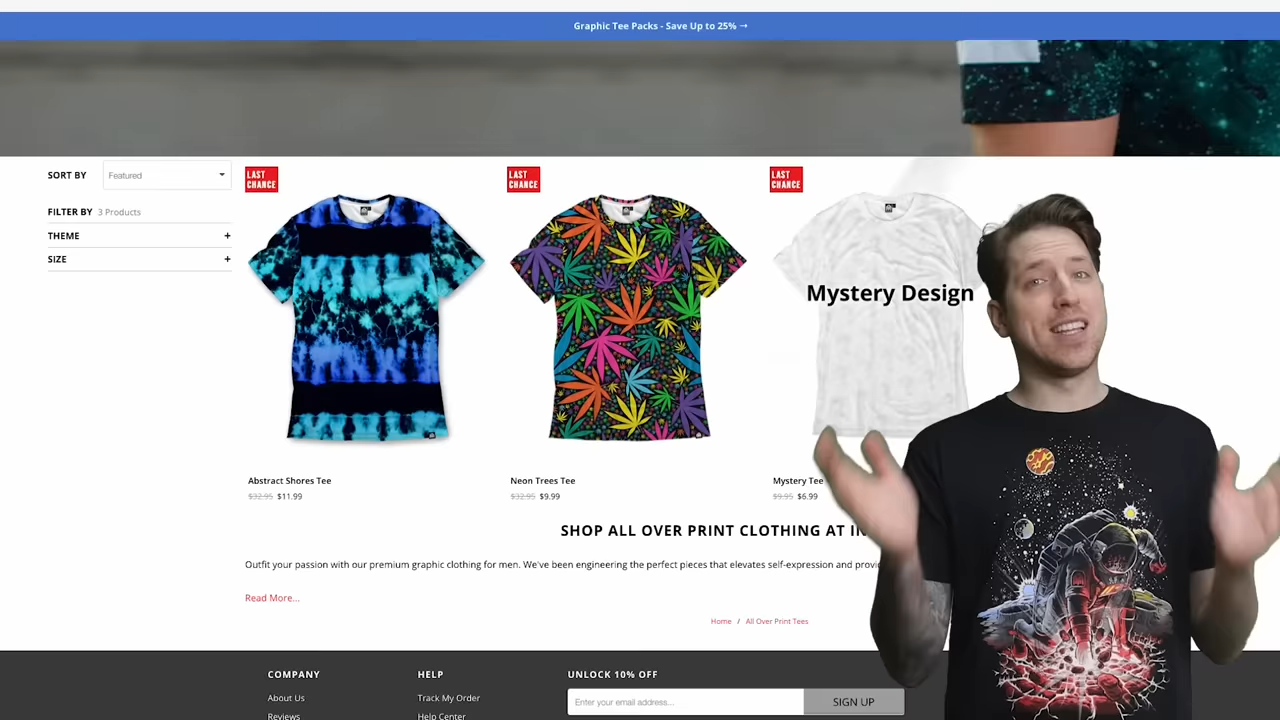 Graphic Tee Packs - Save Up to 25% →
SORT BY
Featured
FILTER BY 3 Products
THEME +
SIZE +
LAST CHANCE
LAST CHANCE
LAST CHANCE
Mystery Design
Abstract Shores Tee
$32.95 $11.99
Neon Trees Tee
$32.95 $9.99
Mystery Tee
$9.95 $6.99
SHOP ALL OVER PRINT CLOTHING AT IN
Outfit your passion with our premium graphic clothing for men. We've been engineering the perfect pieces that elevates self-expression and provi
Read More...
Home / All Over Print Tees
COMPANY
About Us
Reviews
HELP
Track My Order
Help Center
UNLOCK 10% OFF
Enter your email address...
SIGN UP